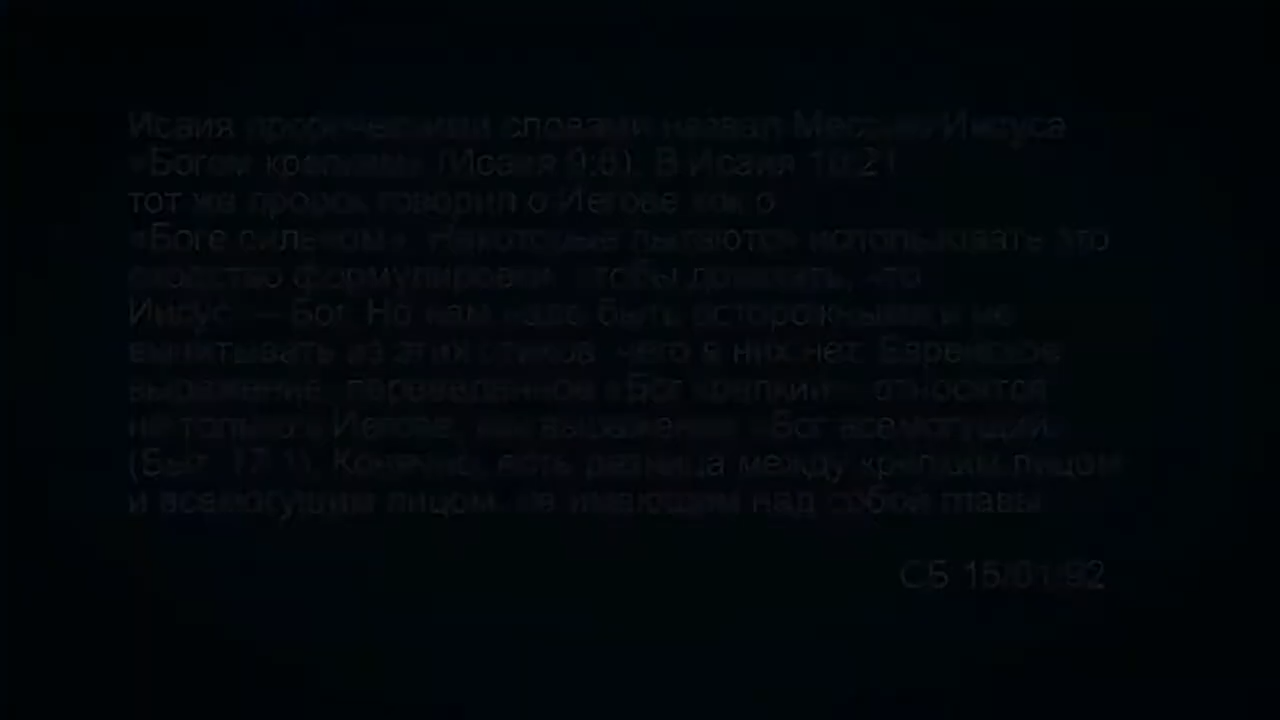 Исаия пророческими словами назвал Мессию Иисуса
«Богом крепким» (Исаия 9:6). В Исаия 10:21
тот же пророк говорил о Иегове как о
«Боге сильном». Некоторые пытаются использовать это
сходство формулировки, чтобы доказать, что
Иисус — Бог. Но нам надо быть осторожными и не
вычитывать из этих стихов, чего в них нет. Еврейское
выражение, переведенное «Бог крепкий», относится
не только к Иегове, как выражение «Бог всемогущий»
(Быт. 17:1). Конечно, есть разница между крепким лицом
и всемогущим лицом, не имеющим над собой главы.
СБ 15/01/92